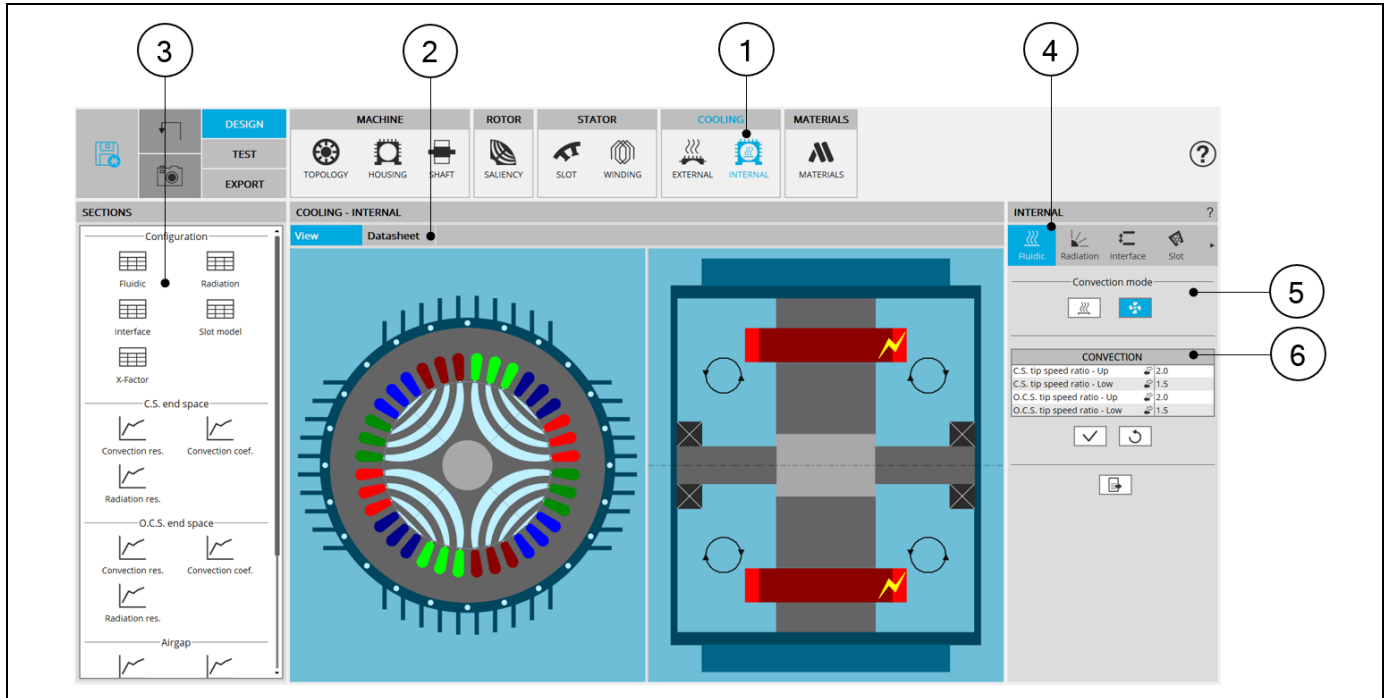 3 2 1 4
DESIGN MACHINE ROTOR STATOR COOLING MATERIALS
TEST
EXPORT
TOPOLOGY HOUSING SHAFT SALIENCY SLOT WINDING EXTERNAL INTERNAL MATERIALS
?
SECTIONS
Configuration
Fluidic Radiation
Interface Slot model
X-Factor
C.S. end space
Convection res. Convection coef.
Radiation res.
O.C.S. end space
Convection res. Convection coef.
Radiation res.
Airgap
COOLING - INTERNAL
View Datasheet
INTERNAL ?
Fluidic Radiation Interface Slot
Convection mode
5
CONVECTION
6
C.S. tip speed ratio - Up 2.0
C.S. tip speed ratio - Low 1.5
O.C.S. tip speed ratio - Up 2.0
O.C.S. tip speed ratio - Low 1.5